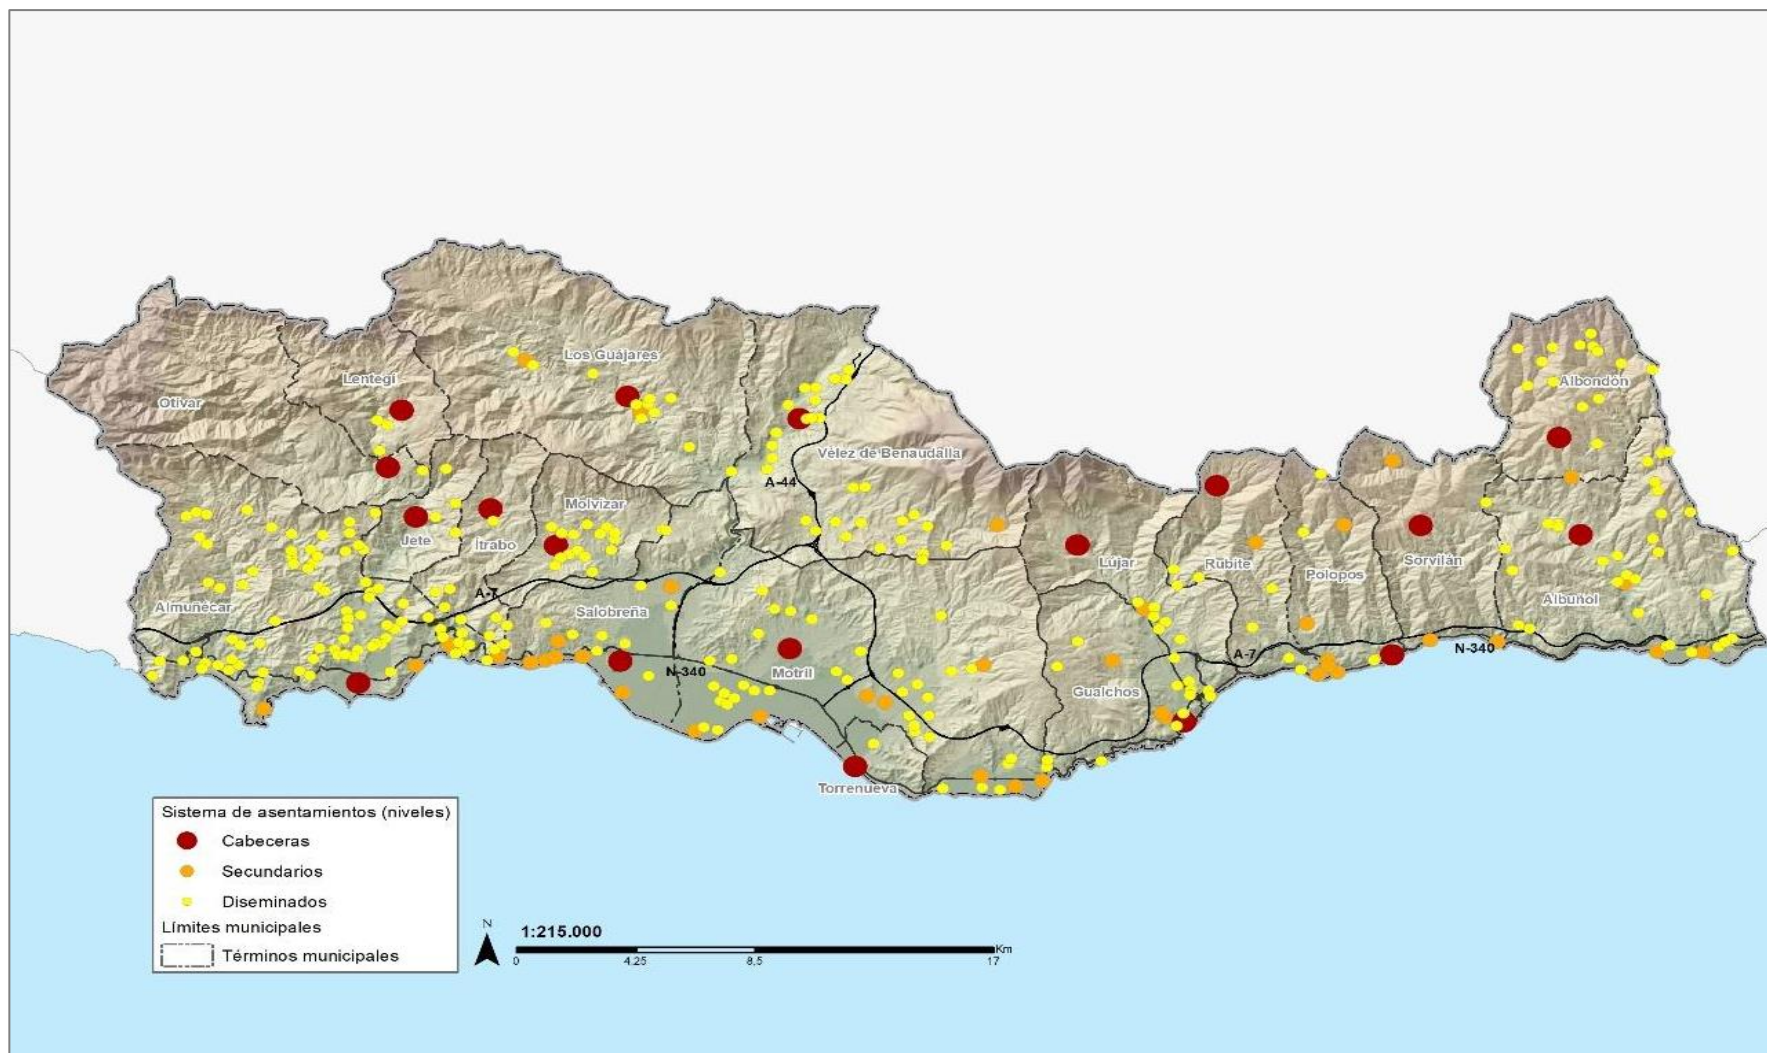 Los Guájares
Lentegí
Otívar
Albondón
Vélez de Benaudalla
A-44
Molvízar
Jete
Ítrabo
Lújar
Rubite
Polopos
Sorvilán
Albuñol
Almuñécar
A-7
Salobreña
N-340
Motril
Gualchos
A-7
N-340
Torrenueva
Sistema de asentamientos (niveles)
Cabeceras
Secundarios
Diseminados
Límites municipales
Términos municipales
N
1:215.000
Km
0 4,25 8,5 17